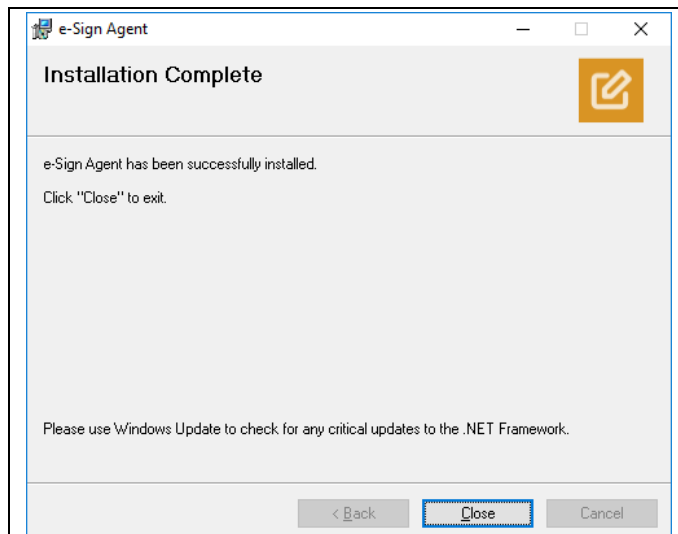 e-Sign Agent
Installation Complete
e-Sign Agent has been successfully installed.
Click "Close" to exit.
Please use Windows Update to check for any critical updates to the .NET Framework.
< Back
Close
Cancel